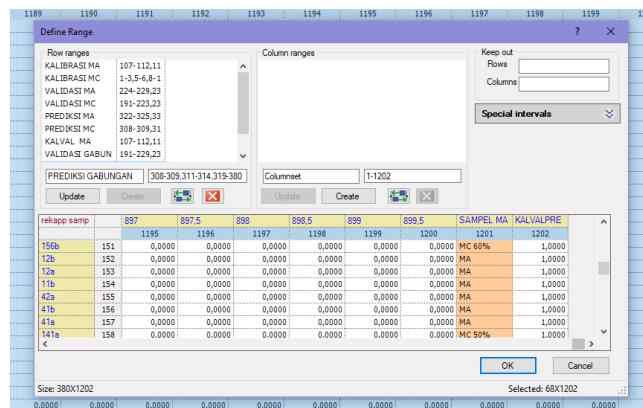 1189 1190 1191 1192 1193 1194 1195 1196 1197 1198 1199
Define Range ? X
Row ranges
KALIBRASI MA 107-112,11
KALIBRASI MC 1-3,5-6,8-1
VALIDASI MA 224-229,23
VALIDASI MC 191-223,23
PREDIKSI MA 322-325,33
PREDIKSI MC 308-309,31
KALVAL MA 107-112,11
VALIDASI GABUN 191-229,23
PREDIKSI GABUNGAN 308-309,311-314,319-380
Update Create
Column ranges
Columnset 1-1202
Update Create
Keep out
Rows
Columns
Special intervals
rekapp samp 897 897,5 898 898,5 899 899,5 SAMPEL MA KALVALPRE
1195 1196 1197 1198 1199 1200 1201 1202
156b 151 0,0000 0,0000 0,0000 0,0000 0,0000 0,0000 MC 60% 1,0000
12b 152 0,0000 0,0000 0,0000 0,0000 0,0000 0,0000 MA 1,0000
12a 153 0,0000 0,0000 0,0000 0,0000 0,0000 0,0000 MA 1,0000
11b 154 0,0000 0,0000 0,0000 0,0000 0,0000 0,0000 MA 1,0000
42a 155 0,0000 0,0000 0,0000 0,0000 0,0000 0,0000 MA 1,0000
41b 156 0,0000 0,0000 0,0000 0,0000 0,0000 0,0000 MA 1,0000
41a 157 0,0000 0,0000 0,0000 0,0000 0,0000 0,0000 MA 1,0000
141a 158 0,0000 0,0000 0,0000 0,0000 0,0000 0,0000 MC 50% 1,0000
OK Cancel
Size: 380X1202 Selected: 68X1202
0,0000 0,0000 0,0000 0,0000 0,0000 0,0000 0,0000 0,0000 0,0000 0,0000